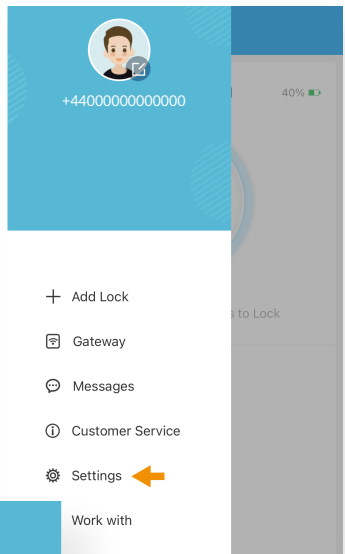 +44000000000000
40%
s to Lock
Add Lock
Gateway
Messages
Customer Service
Settings
Work with